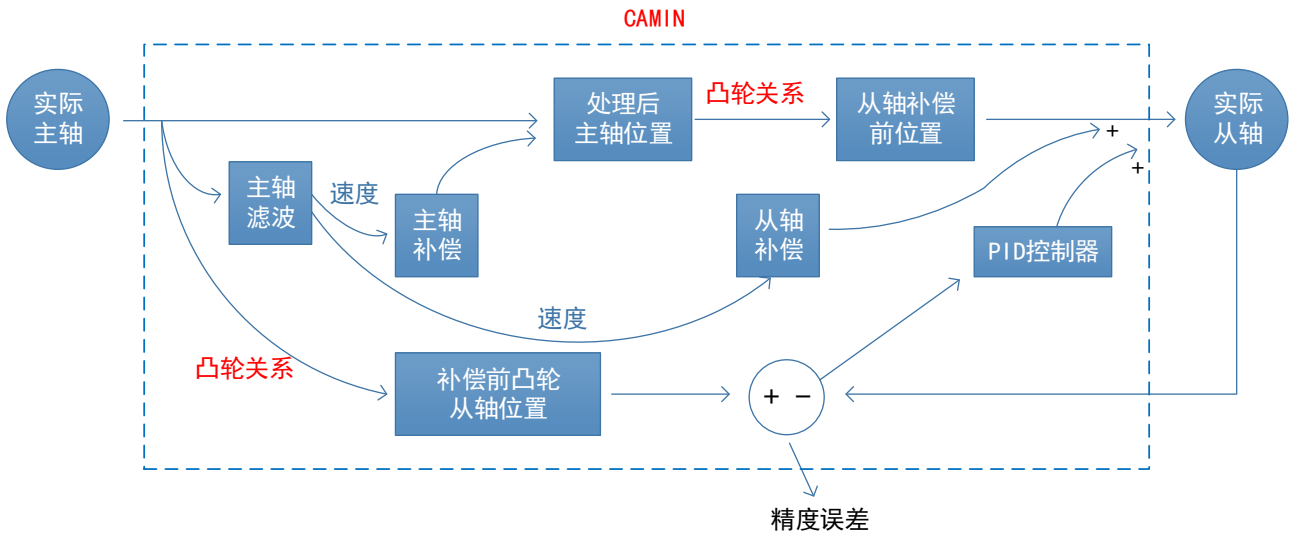 CAMIN
实际
主轴
处理后
主轴位置
凸轮关系
从轴补偿
前位置
实际
从轴
+
+
主轴
滤波
速度
主轴
补偿
从轴
补偿
PID控制器
速度
凸轮关系
补偿前凸轮
从轴位置
+ −
精度误差